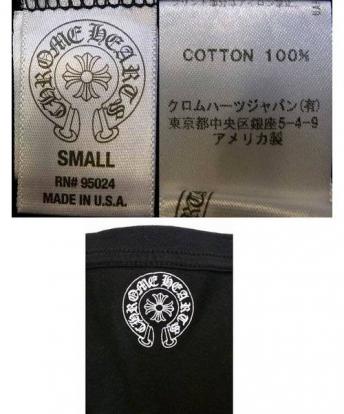 CHROME HEARTS
SMALL
RN# 95024
MADE IN U.S.A.
COTTON 100%
クロムハーツジャパン(有)
東京都中央区銀座5-4-9
アメリカ製
CHROME HEARTS